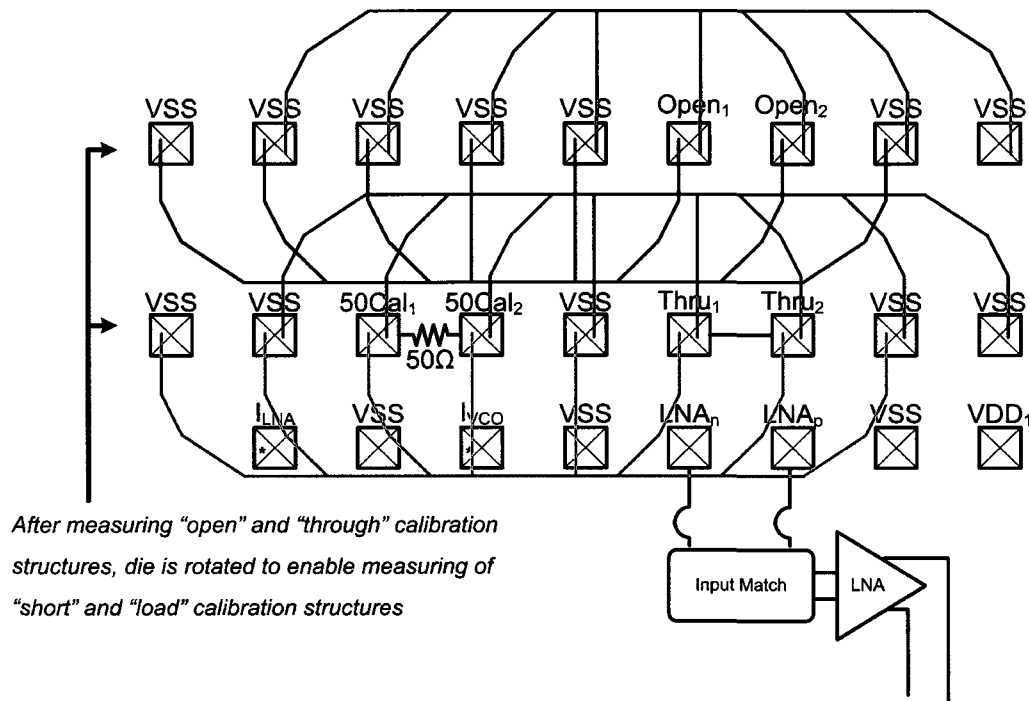 VSS VSS VSS VSS VSS Open₁ Open₂ VSS VSS
VSS VSS 50Cal₁ 50Cal₂ VSS Thru₁ Thru₂ VSS VSS
50Ω
I_LNA VSS I_VCO VSS LNAₙ LNAₚ VSS VDD₁
* *
After measuring “open” and “through” calibration
structures, die is rotated to enable measuring of
“short” and “load” calibration structures
Input Match
LNA